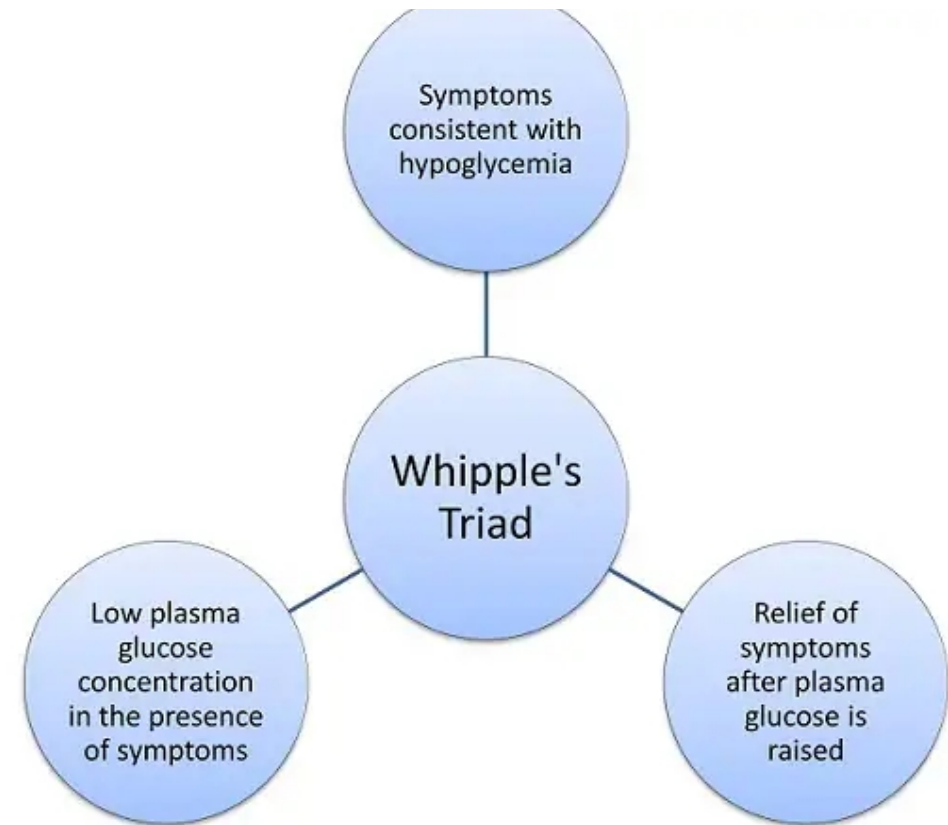 Symptoms
consistent with
hypoglycemia
Whipple's
Triad
Low plasma
glucose
concentration
in the presence
of symptoms
Relief of
symptoms
after plasma
glucose is
raised